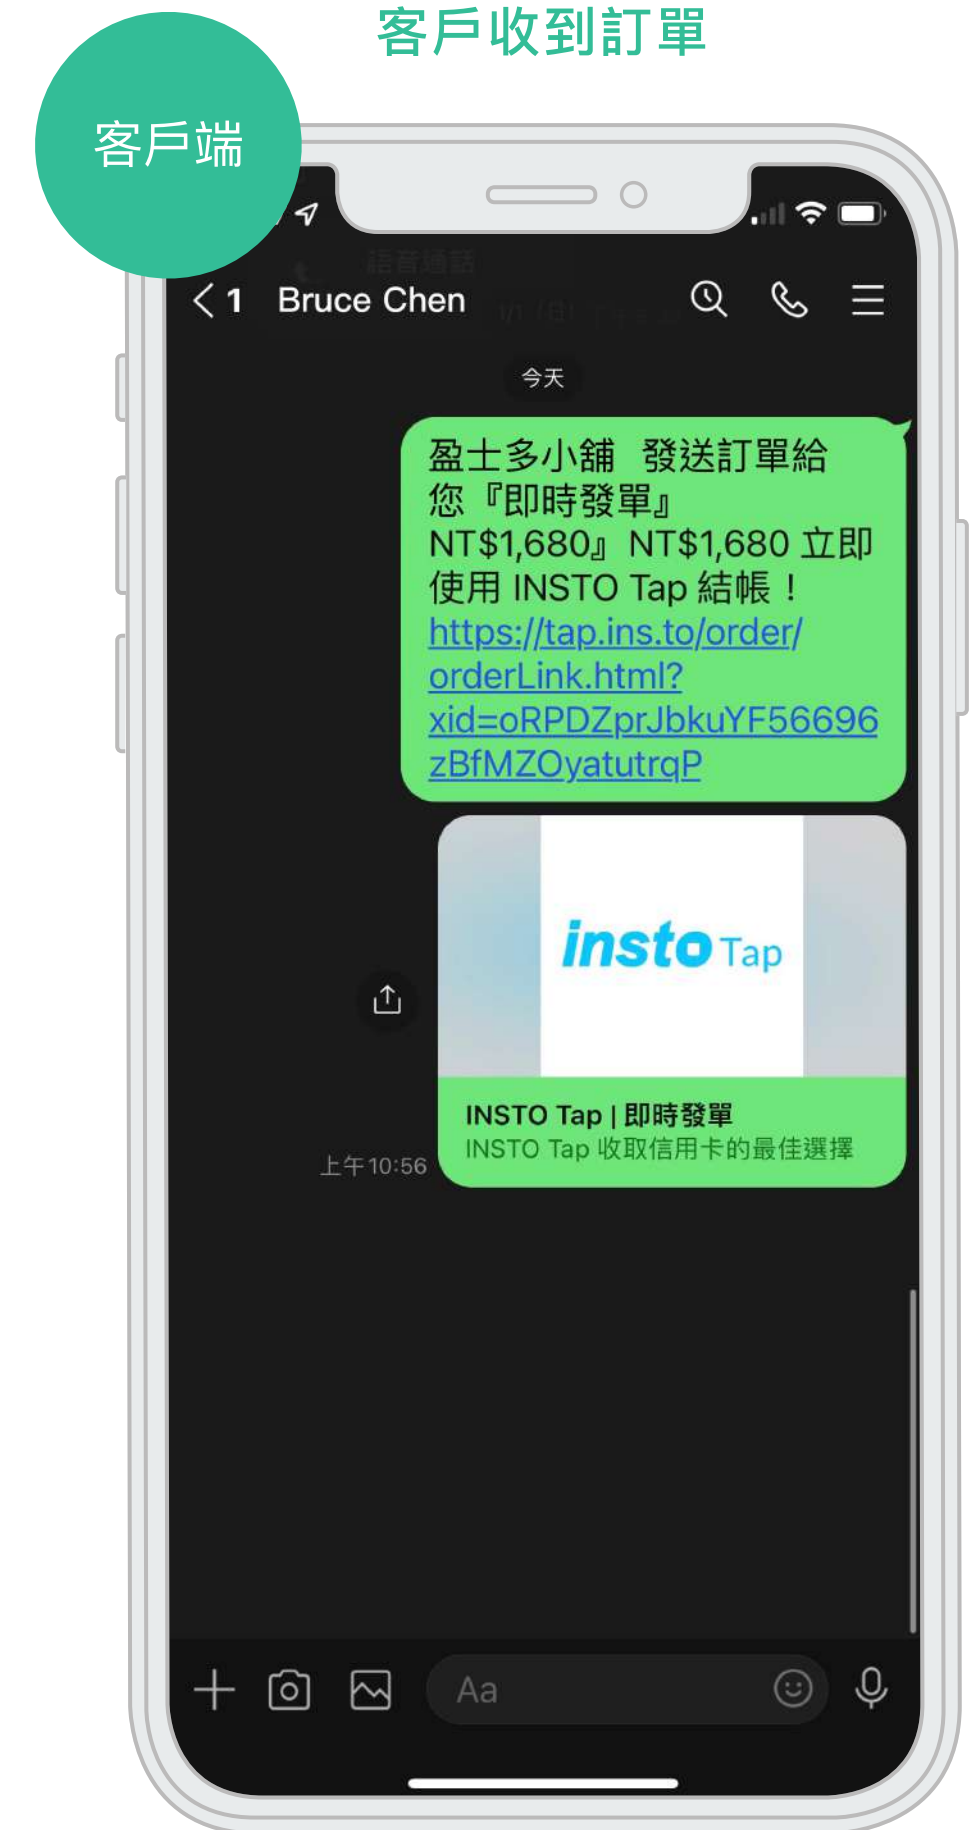 客戶收到訂單
客戶端
語音通話
1 Bruce Chen
今天
盈士多小舖 發送訂單給
您『即時發單』
NT$1,680』NT$1,680 立即
使用 INSTO Tap 結帳！
https://tap.ins.to/order/
orderLink.html?
xid=oRPDZprJbkuYF56696
zBfMZOyatutrqP
insto Tap
INSTO Tap | 即時發單
INSTO Tap 收取信用卡的最佳選擇
上午10:56
Aa